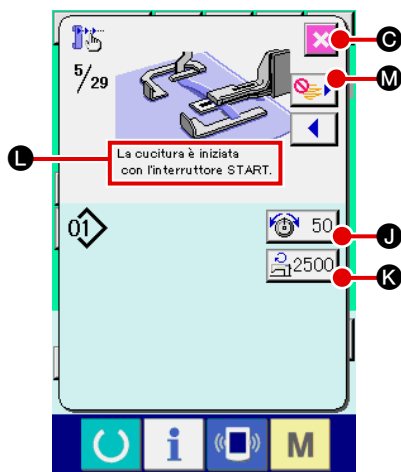 5/29
La cucitura è iniziata
con l'interruttore START.
01
50
2500
i
M
C
M
L
J
K